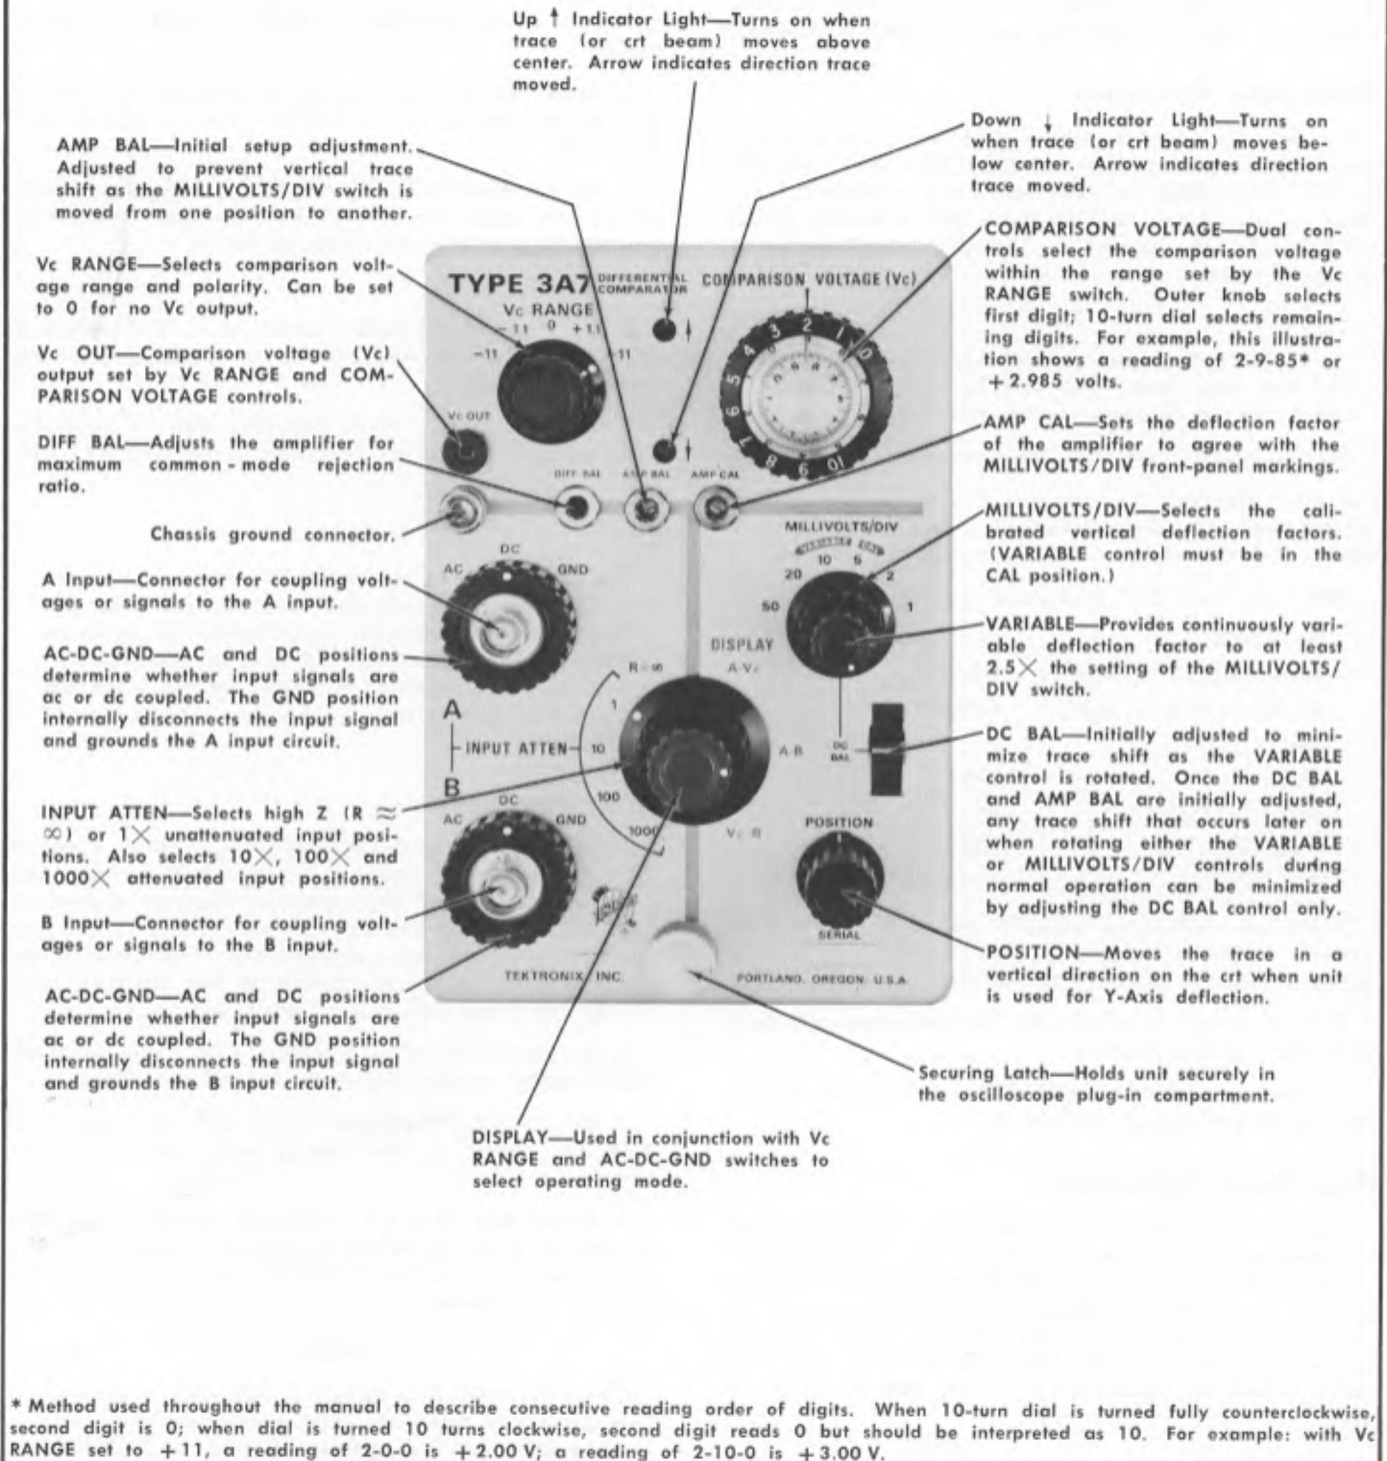 Up ↑ Indicator Light—Turns on when
trace (or crt beam) moves above
center. Arrow indicates direction trace
moved.
AMP BAL—Initial setup adjustment.
Adjusted to prevent vertical trace
shift as the MILLIVOLTS/DIV switch is
moved from one position to another.
Vc RANGE—Selects comparison volt-
age range and polarity. Can be set
to 0 for no Vc output.
Vc OUT—Comparison voltage (Vc)
output set by Vc RANGE and COM-
PARISON VOLTAGE controls.
DIFF BAL—Adjusts the amplifier for
maximum common-mode rejection
ratio.
Chassis ground connector.
A Input—Connector for coupling volt-
ages or signals to the A input.
AC-DC-GND—AC and DC positions
determine whether input signals are
ac or dc coupled. The GND position
internally disconnects the input signal
and grounds the A input circuit.
INPUT ATTEN—Selects high Z (R ≈
∞) or 1X unattenuated input posi-
tions. Also selects 10X, 100X and
1000X attenuated input positions.
B Input—Connector for coupling volt-
ages or signals to the B input.
AC-DC-GND—AC and DC positions
determine whether input signals are
ac or dc coupled. The GND position
internally disconnects the input signal
and grounds the B input circuit.
TYPE 3A7 DIFFERENTIAL
COMPARATOR
COMPARISON VOLTAGE (Vc)
Vc RANGE
-1.1 0 +1.1
-11 +11
↑
4 3 2 1 0
5
6
7
8 9 10
Vc OUT
↓
DIFF BAL AMP BAL AMP CAL
MILLIVOLTS/DIV
VARIABLE CAL
50 20 10 5 2 1
AC DC GND
DISPLAY
R≈∞ A-Vc
1
A
INPUT ATTEN
10 A-B
DC
BAL
B
100
1000 Vc-B
AC DC GND
POSITION
SERIAL
TEKTRONIX, INC.
PORTLAND, OREGON, U.S.A.
Down ↓ Indicator Light—Turns on
when trace (or crt beam) moves be-
low center. Arrow indicates direction
trace moved.
COMPARISON VOLTAGE—Dual con-
trols select the comparison voltage
within the range set by the Vc
RANGE switch. Outer knob selects
first digit; 10-turn dial selects remain-
ing digits. For example, this illustra-
tion shows a reading of 2-9-85* or
+2.985 volts.
AMP CAL—Sets the deflection factor
of the amplifier to agree with the
MILLIVOLTS/DIV front-panel markings.
MILLIVOLTS/DIV—Selects the cali-
brated vertical deflection factors.
(VARIABLE control must be in the
CAL position.)
VARIABLE—Provides continuously vari-
able deflection factor to at least
2.5X the setting of the MILLIVOLTS/
DIV switch.
DC BAL—Initially adjusted to mini-
mize trace shift as the VARIABLE
control is rotated. Once the DC BAL
and AMP BAL are initially adjusted,
any trace shift that occurs later on
when rotating either the VARIABLE
or MILLIVOLTS/DIV controls during
normal operation can be minimized
by adjusting the DC BAL control only.
POSITION—Moves the trace in a
vertical direction on the crt when unit
is used for Y-Axis deflection.
Securing Latch—Holds unit securely in
the oscilloscope plug-in compartment.
DISPLAY—Used in conjunction with Vc
RANGE and AC-DC-GND switches to
select operating mode.
* Method used throughout the manual to describe consecutive reading order of digits. When 10-turn dial is turned fully counterclockwise,
second digit is 0; when dial is turned 10 turns clockwise, second digit reads 0 but should be interpreted as 10. For example: with Vc
RANGE set to +11, a reading of 2-0-0 is +2.00 V; a reading of 2-10-0 is +3.00 V.